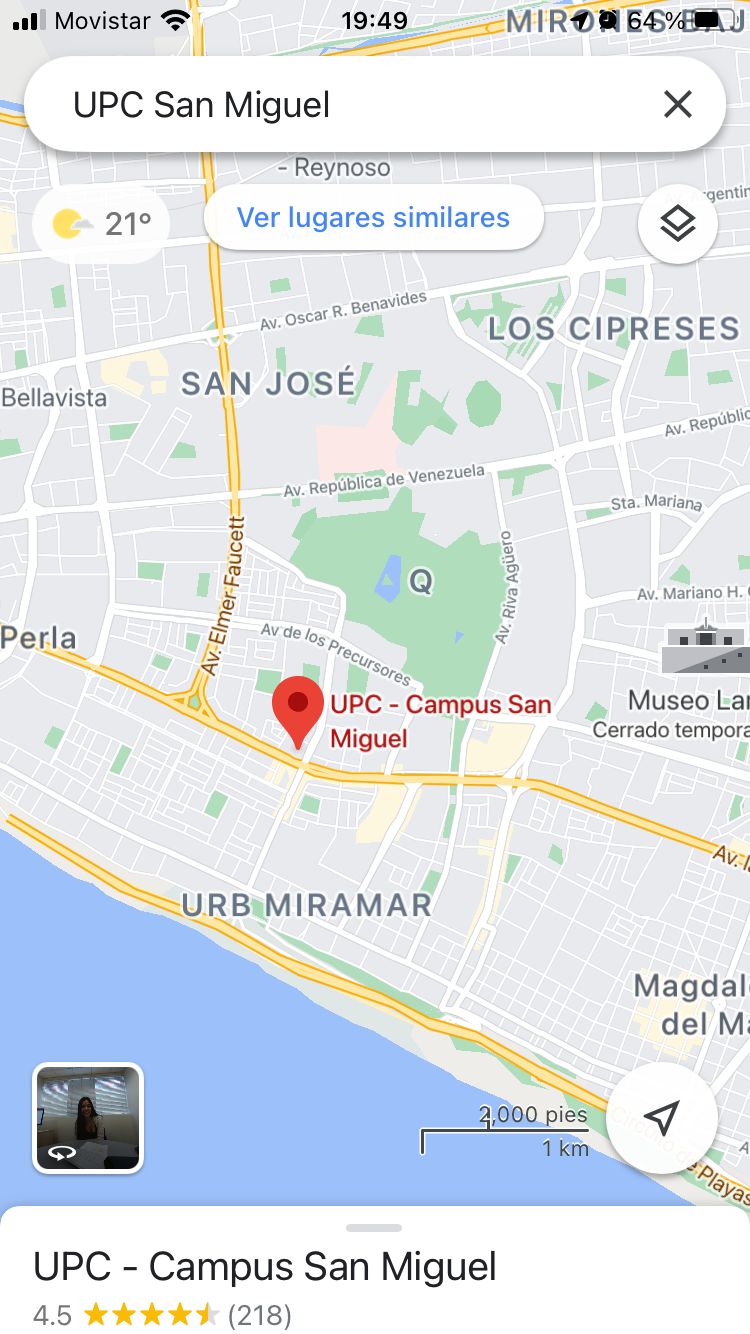 Movistar 19:49 64 %
MIRONES BAJ
UPC San Miguel
- Reynoso
21° Ver lugares similares
Av. Oscar R. Benavides
LOS CIPRESES
SAN JOSÉ
Bellavista
Av. República de Venezuela
Sta. Mariana
Av. Elmer Faucett
Q
Av. Riva Agüero
Av. Mariano H.
Perla
Av de los Precursores
UPC - Campus San
Miguel
Museo Lar
Cerrado tempora
Av. la
URB MIRAMAR
Magdal
del Ma
2,000 pies
1 km
Circuito de Playas
UPC - Campus San Miguel
4.5 (218)